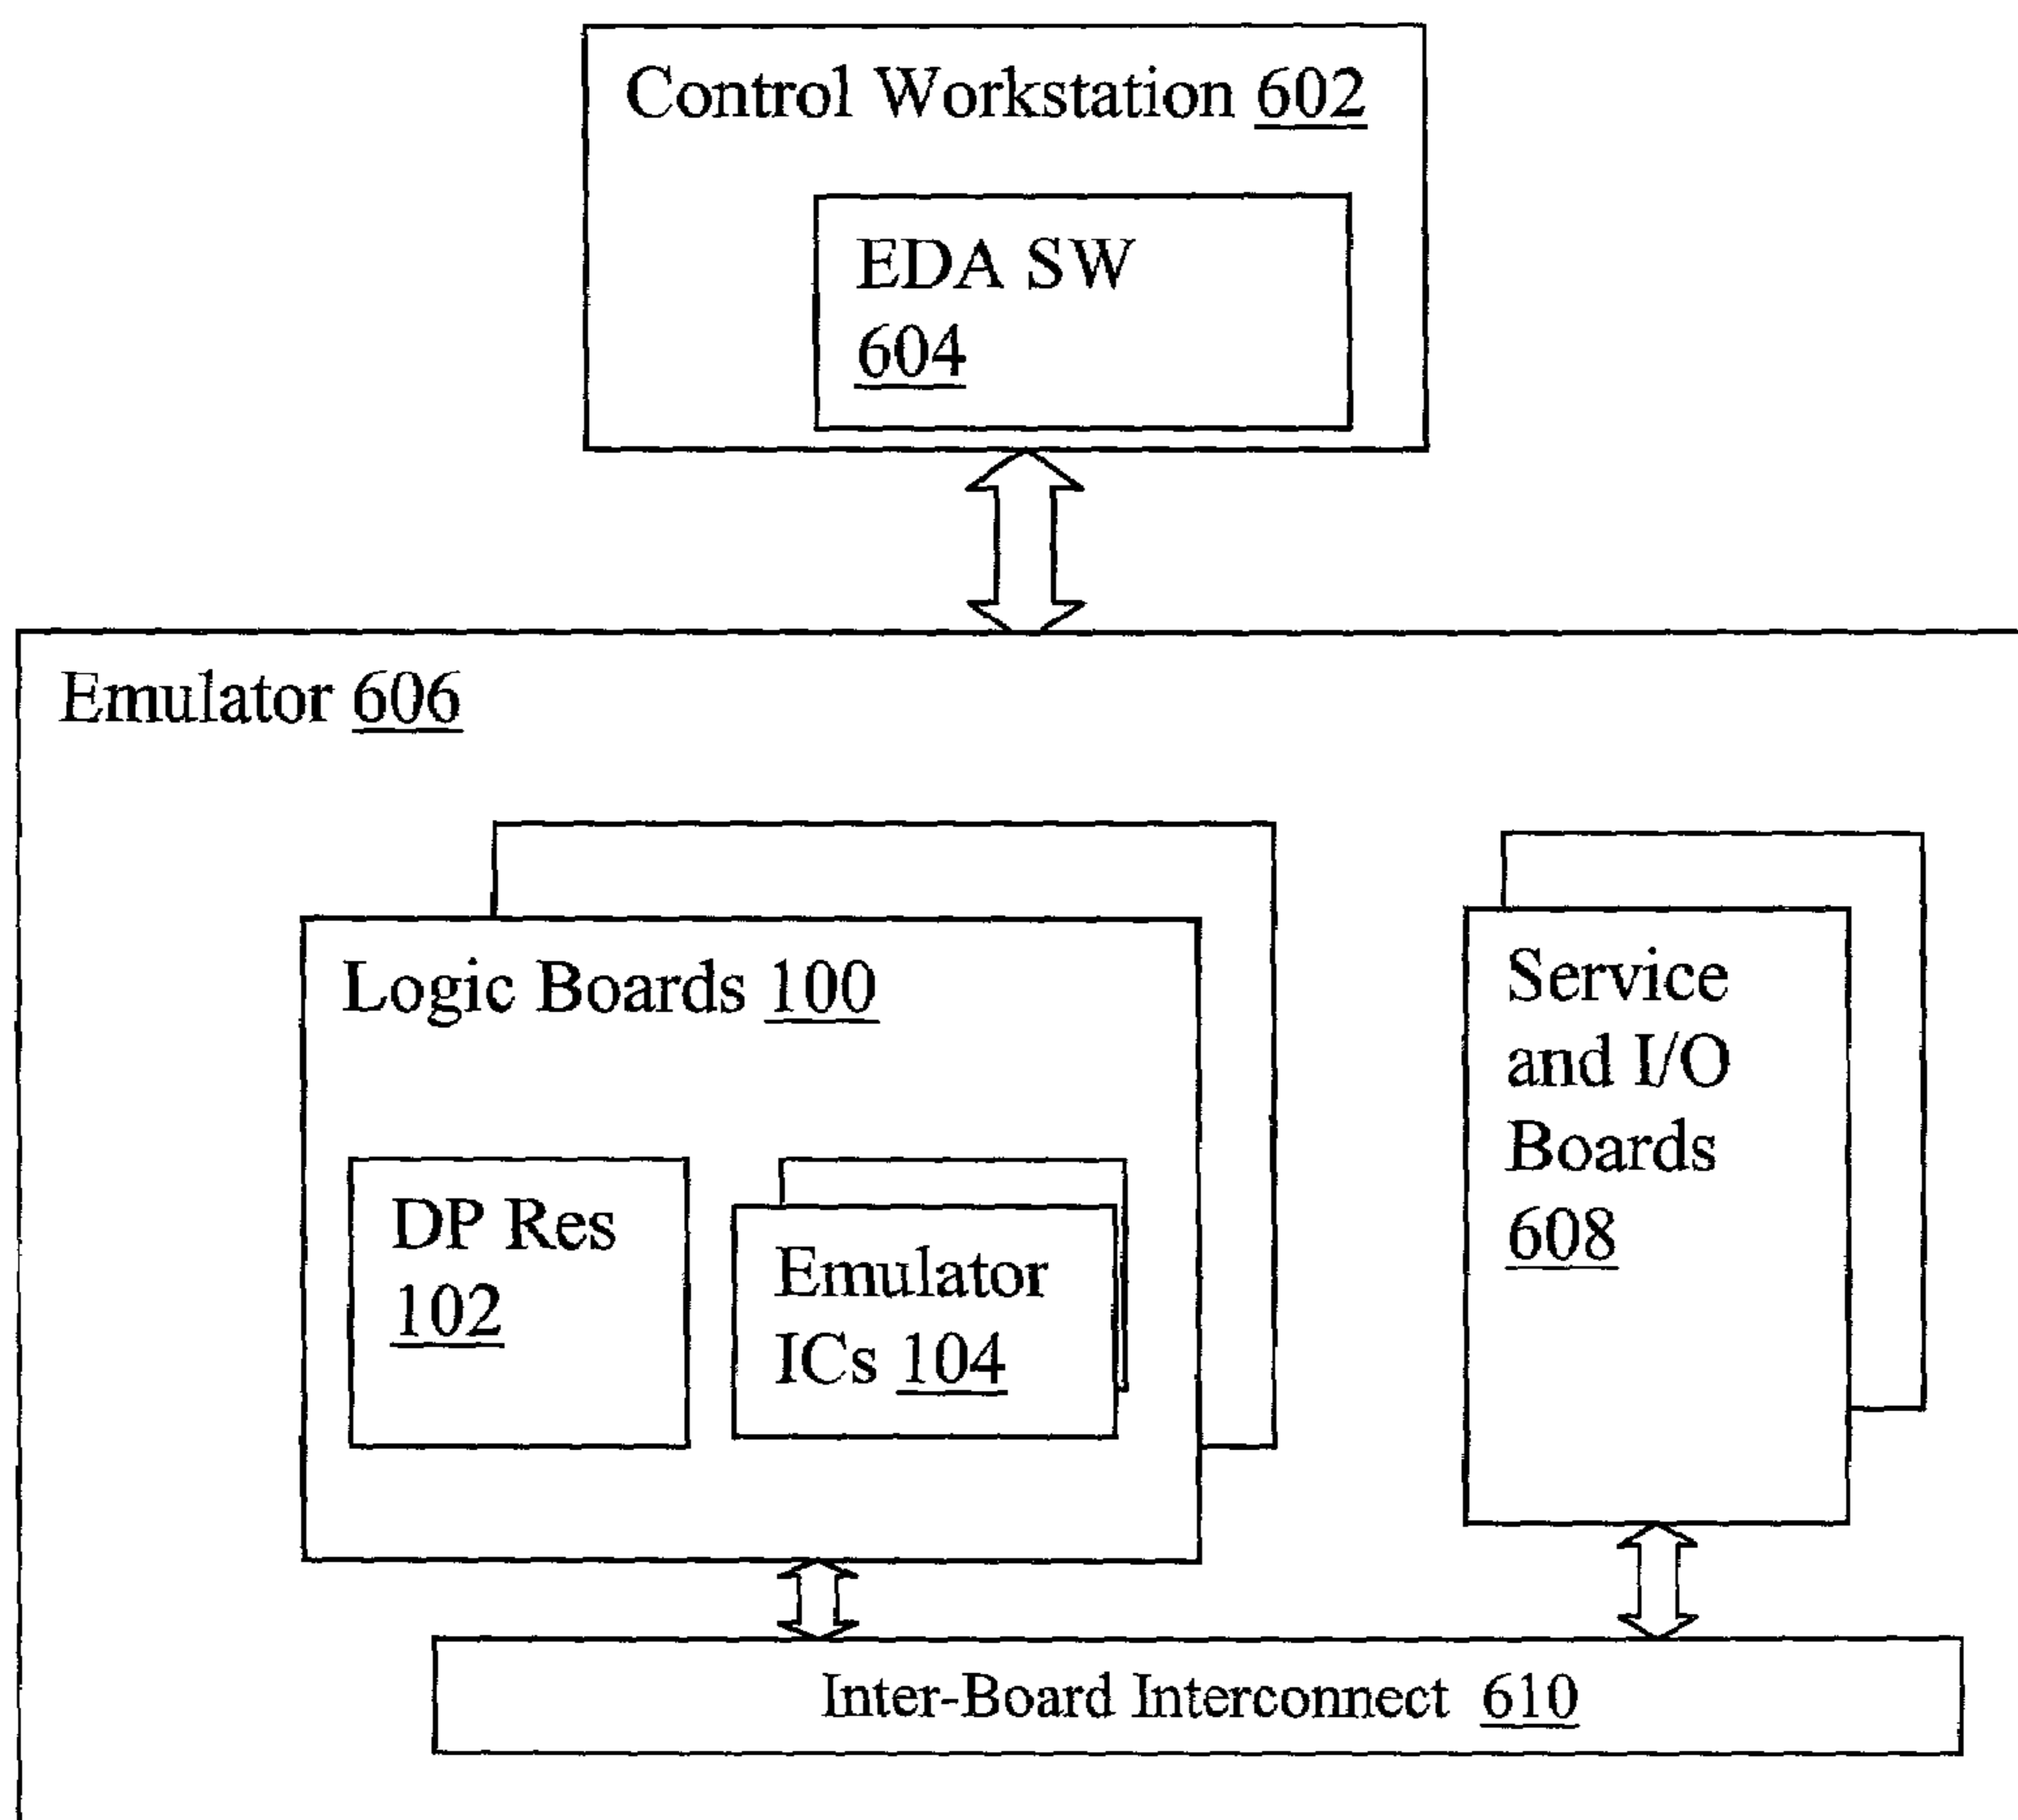 Control Workstation 602
EDA SW
604
Emulator 606
Logic Boards 100
DP Res
102
Emulator
ICs 104
Service
and I/O
Boards
608
Inter-Board Interconnect 610